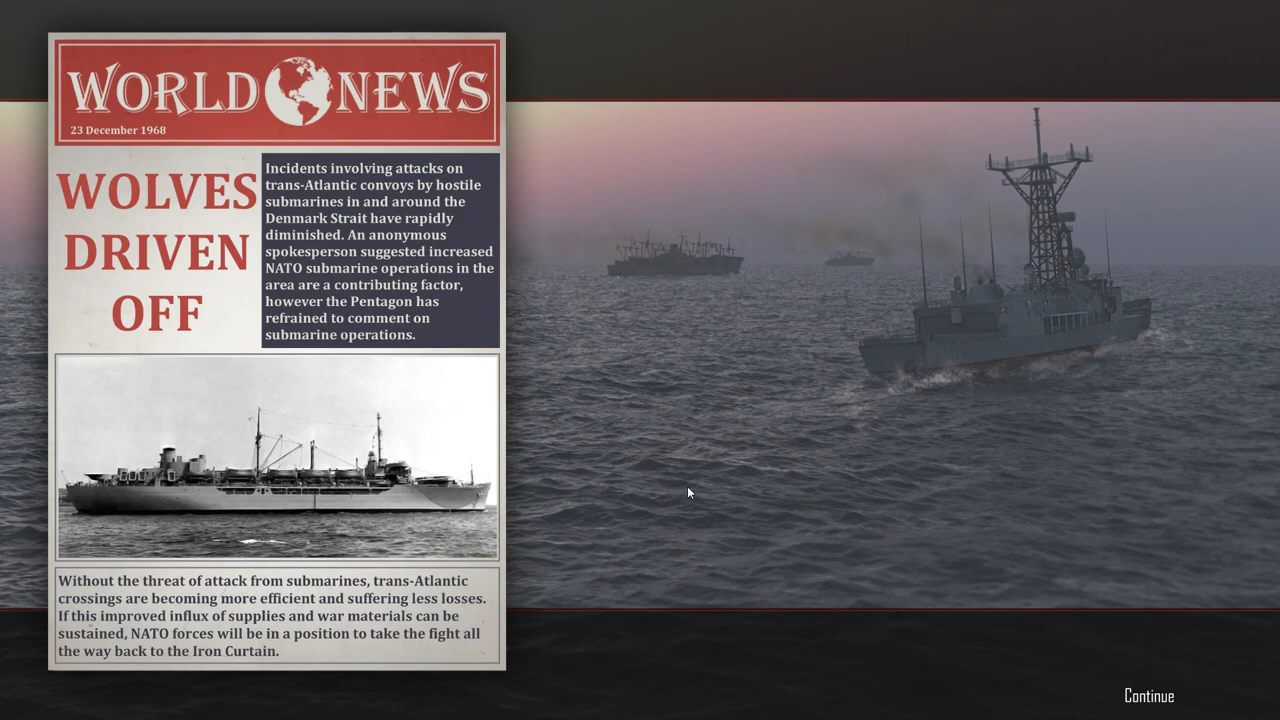 WORLD NEWS
23 December 1968
WOLVES
DRIVEN
OFF
Incidents involving attacks on
trans-Atlantic convoys by hostile
submarines in and around the
Denmark Strait have rapidly
diminished. An anonymous
spokesperson suggested increased
NATO submarine operations in the
area are a contributing factor,
however the Pentagon has
refrained to comment on
submarine operations.
Without the threat of attack from submarines, trans-Atlantic
crossings are becoming more efficient and suffering less losses.
If this improved influx of supplies and war materials can be
sustained, NATO forces will be in a position to take the fight all
the way back to the Iron Curtain.
Continue